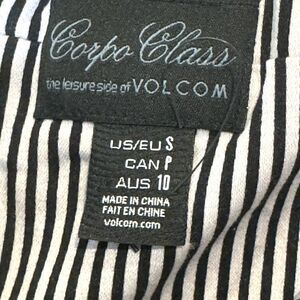 Corpo Class
the leisure side of VOLCOM
US/EU S
CAN P
AUS 10
MADE IN CHINA
FAIT EN CHINE
volcom.com